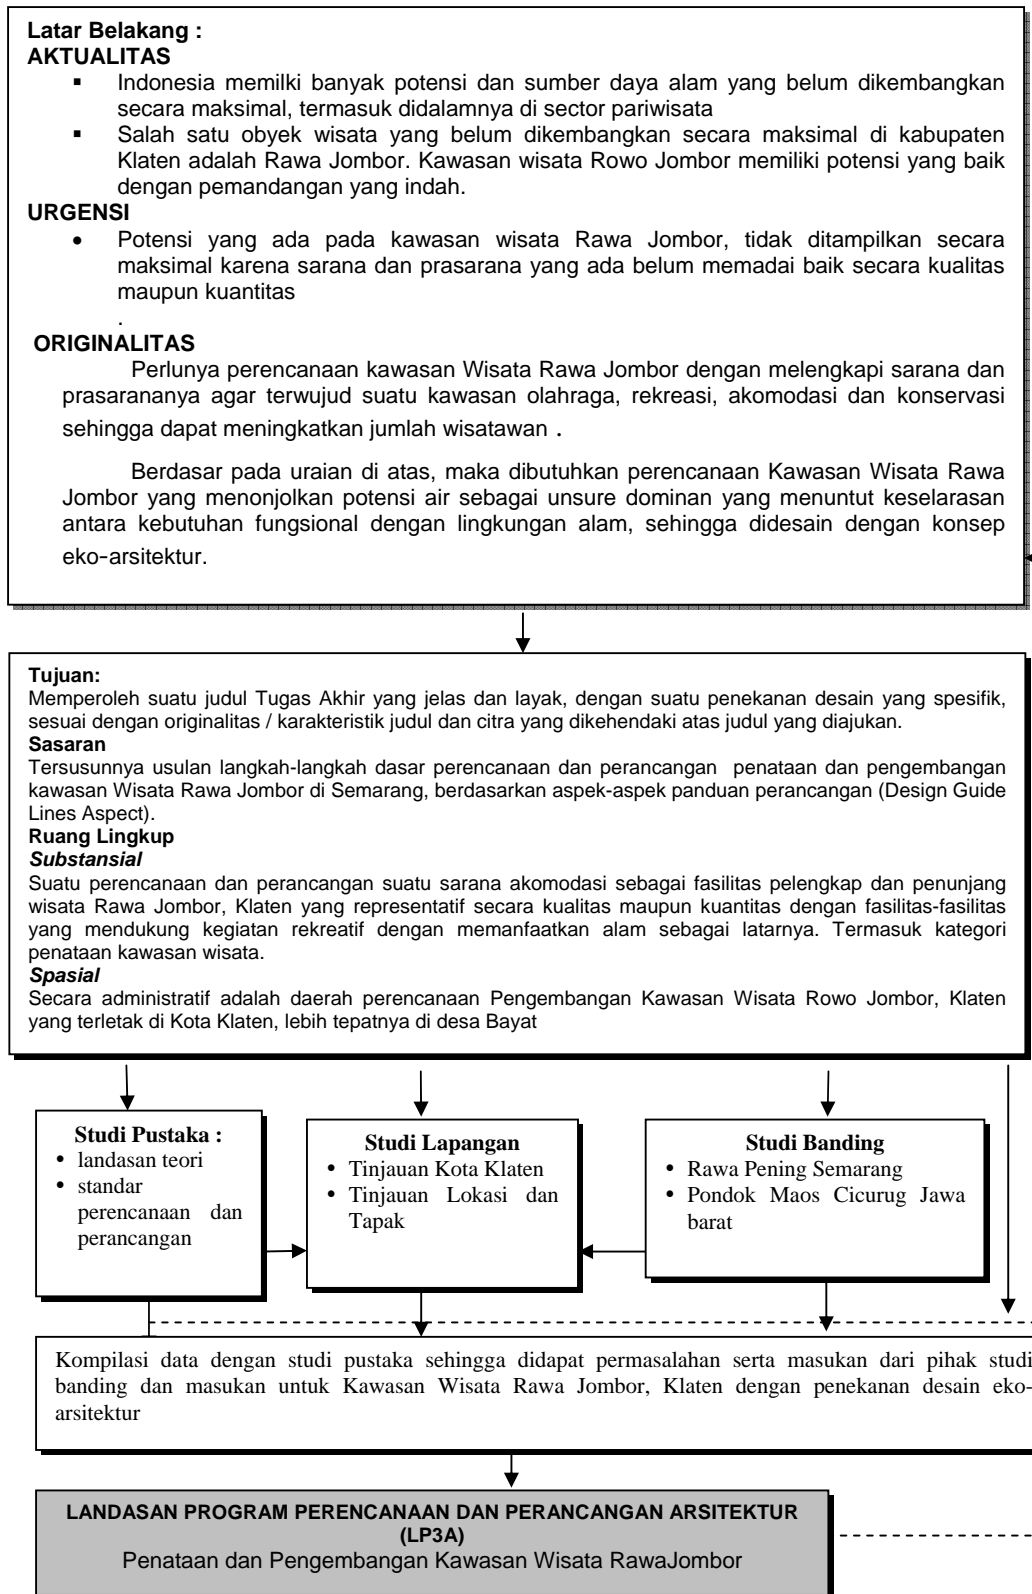 Latar Belakang :
AKTUALITAS
▪ Indonesia memilki banyak potensi dan sumber daya alam yang belum dikembangkan
secara maksimal, termasuk didalamnya di sector pariwisata
▪ Salah satu obyek wisata yang belum dikembangkan secara maksimal di kabupaten
Klaten adalah Rawa Jombor. Kawasan wisata Rowo Jombor memiliki potensi yang baik
dengan pemandangan yang indah.
URGENSI
• Potensi yang ada pada kawasan wisata Rawa Jombor, tidak ditampilkan secara
maksimal karena sarana dan prasarana yang ada belum memadai baik secara kualitas
maupun kuantitas
.
ORIGINALITAS
Perlunya perencanaan kawasan Wisata Rawa Jombor dengan melengkapi sarana dan
prasarananya agar terwujud suatu kawasan olahraga, rekreasi, akomodasi dan konservasi
sehingga dapat meningkatkan jumlah wisatawan .
Berdasar pada uraian di atas, maka dibutuhkan perencanaan Kawasan Wisata Rawa
Jombor yang menonjolkan potensi air sebagai unsure dominan yang menuntut keselarasan
antara kebutuhan fungsional dengan lingkungan alam, sehingga didesain dengan konsep
eko-arsitektur.
Tujuan:
Memperoleh suatu judul Tugas Akhir yang jelas dan layak, dengan suatu penekanan desain yang spesifik,
sesuai dengan originalitas / karakteristik judul dan citra yang dikehendaki atas judul yang diajukan.
Sasaran
Tersusunnya usulan langkah-langkah dasar perencanaan dan perancangan penataan dan pengembangan
kawasan Wisata Rawa Jombor di Semarang, berdasarkan aspek-aspek panduan perancangan (Design Guide
Lines Aspect).
Ruang Lingkup
Substansial
Suatu perencanaan dan perancangan suatu sarana akomodasi sebagai fasilitas pelengkap dan penunjang
wisata Rawa Jombor, Klaten yang representatif secara kualitas maupun kuantitas dengan fasilitas-fasilitas
yang mendukung kegiatan rekreatif dengan memanfaatkan alam sebagai latarnya. Termasuk kategori
penataan kawasan wisata.
Spasial
Secara administratif adalah daerah perencanaan Pengembangan Kawasan Wisata Rowo Jombor, Klaten
yang terletak di Kota Klaten, lebih tepatnya di desa Bayat
Studi Pustaka :
• landasan teori
• standar
perencanaan dan
perancangan
Studi Lapangan
• Tinjauan Kota Klaten
• Tinjauan Lokasi dan
Tapak
Studi Banding
• Rawa Pening Semarang
• Pondok Maos Cicurug Jawa
barat
Kompilasi data dengan studi pustaka sehingga didapat permasalahan serta masukan dari pihak studi
banding dan masukan untuk Kawasan Wisata Rawa Jombor, Klaten dengan penekanan desain eko-
arsitektur
LANDASAN PROGRAM PERENCANAAN DAN PERANCANGAN ARSITEKTUR
(LP3A)
Penataan dan Pengembangan Kawasan Wisata RawaJombor